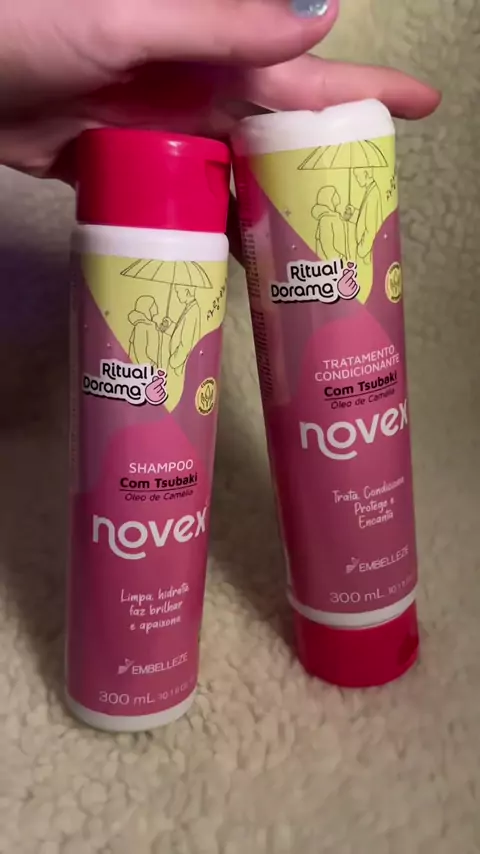 Ritual
Dorama
SHAMPOO
Com Tsubaki
Óleo de Camélia
novex
Limpa, hidrata
faz brilhar
e apaixona
EMBELLEZE
300 mL
Ritual
Dorama
TRATAMENTO
CONDICIONANTE
Com Tsubaki
Óleo de Camélia
novex
Trata, Condiciona
Protege e
Encanta
EMBELLEZE
300 mL